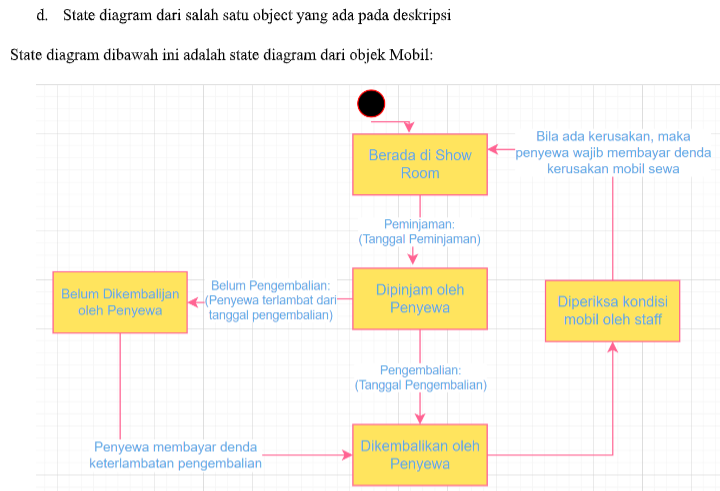 d. State diagram dari salah satu object yang ada pada deskripsi
State diagram dibawah ini adalah state diagram dari objek Mobil:
Berada di Show
Room
Bila ada kerusakan, maka
penyewa wajib membayar denda
kerusakan mobil sewa
Peminjaman:
(Tanggal Peminjaman)
Belum Dikembalijan
oleh Penyewa
Belum Pengembalian:
(Penyewa terlambat dari
tanggal pengembalian)
Dipinjam oleh
Penyewa
Diperiksa kondisi
mobil oleh staff
Pengembalian:
(Tanggal Pengembalian)
Penyewa membayar denda
keterlambatan pengembalian
Dikembalikan oleh
Penyewa